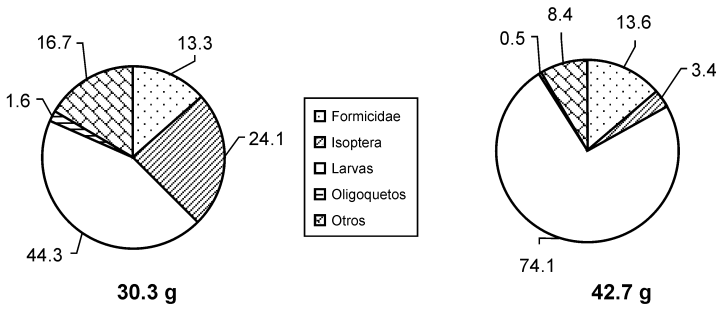 16.7
13.3
1.6
24.1
44.3
30.3 g
Formicidae
Isoptera
Larvas
Oligoquetos
Otros
8.4
13.6
0.5
3.4
74.1
42.7 g